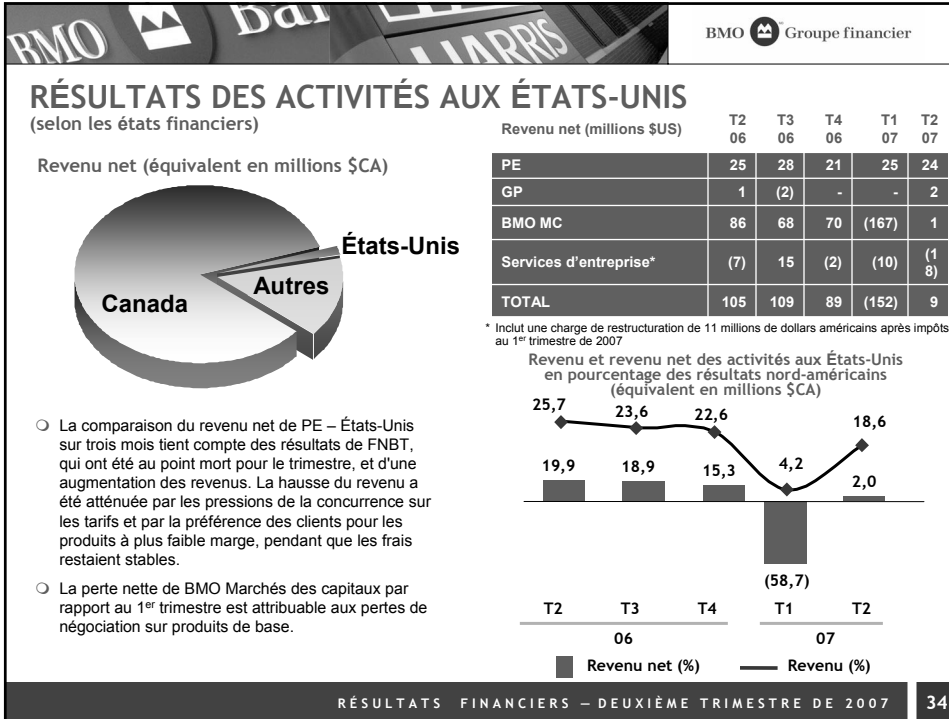 BMO
Ba
HARRIS
BMO Groupe financier
RÉSULTATS DES ACTIVITÉS AUX ÉTATS-UNIS
(selon les états financiers)
Revenu net (équivalent en millions $CA)
États-Unis
Autres
Canada
Revenu net (millions $US) T2 06 T3 06 T4 06 T1 07 T2 07
PE 25 28 21 25 24
GP 1 (2) - - 2
BMO MC 86 68 70 (167) 1
Services d'entreprise* (7) 15 (2) (10) (18)
TOTAL 105 109 89 (152) 9
* Inclut une charge de restructuration de 11 millions de dollars américains après impôts
au 1er trimestre de 2007
Revenu et revenu net des activités aux États-Unis
en pourcentage des résultats nord-américains
(équivalent en millions $CA)
25,7 23,6 22,6 4,2 18,6
19,9 18,9 15,3 (58,7) 2,0
T2 T3 T4 T1 T2
06 07
Revenu net (%) Revenu (%)
❍ La comparaison du revenu net de PE – États-Unis
sur trois mois tient compte des résultats de FNBT,
qui ont été au point mort pour le trimestre, et d'une
augmentation des revenus. La hausse du revenu a
été atténuée par les pressions de la concurrence sur
les tarifs et par la préférence des clients pour les
produits à plus faible marge, pendant que les frais
restaient stables.
❍ La perte nette de BMO Marchés des capitaux par
rapport au 1er trimestre est attribuable aux pertes de
négociation sur produits de base.
RÉSULTATS FINANCIERS – DEUXIÈME TRIMESTRE DE 2007 34